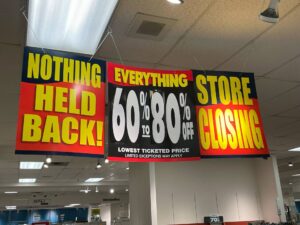 NOTHING
HELD
BACK!
EVERYTHING
60% TO 80% OFF
LOWEST TICKETED PRICE
LIMITED EXCEPTIONS MAY APPLY
STORE
CLOSING